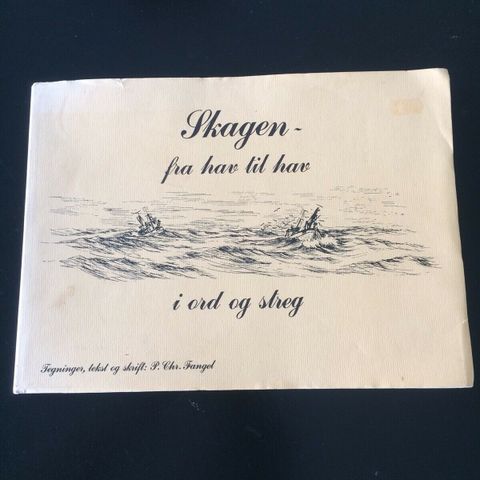 Skagen -
fra hav til hav
i ord og streg
Tegninger, tekst og skrift: P. Chr. Fangel